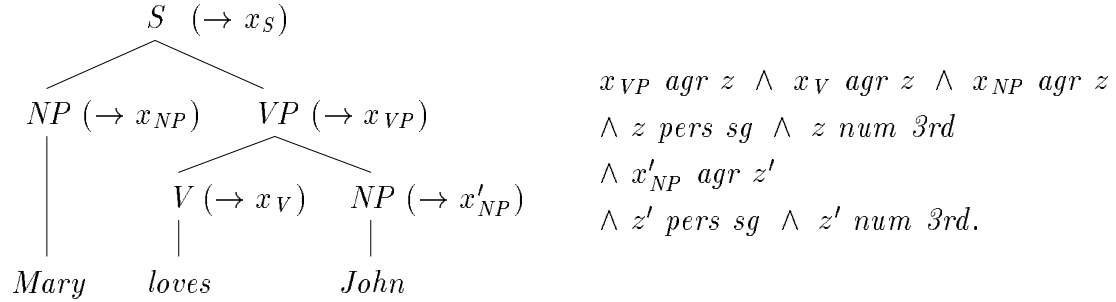 S (→ x_S)
x_VP agr z ∧ x_V agr z ∧ x_NP agr z
NP (→ x_NP) VP (→ x_VP)
∧ z pers sg ∧ z num 3rd
∧ x′_NP agr z′
V (→ x_V) NP (→ x′_NP)
∧ z′ pers sg ∧ z′ num 3rd.
Mary loves John